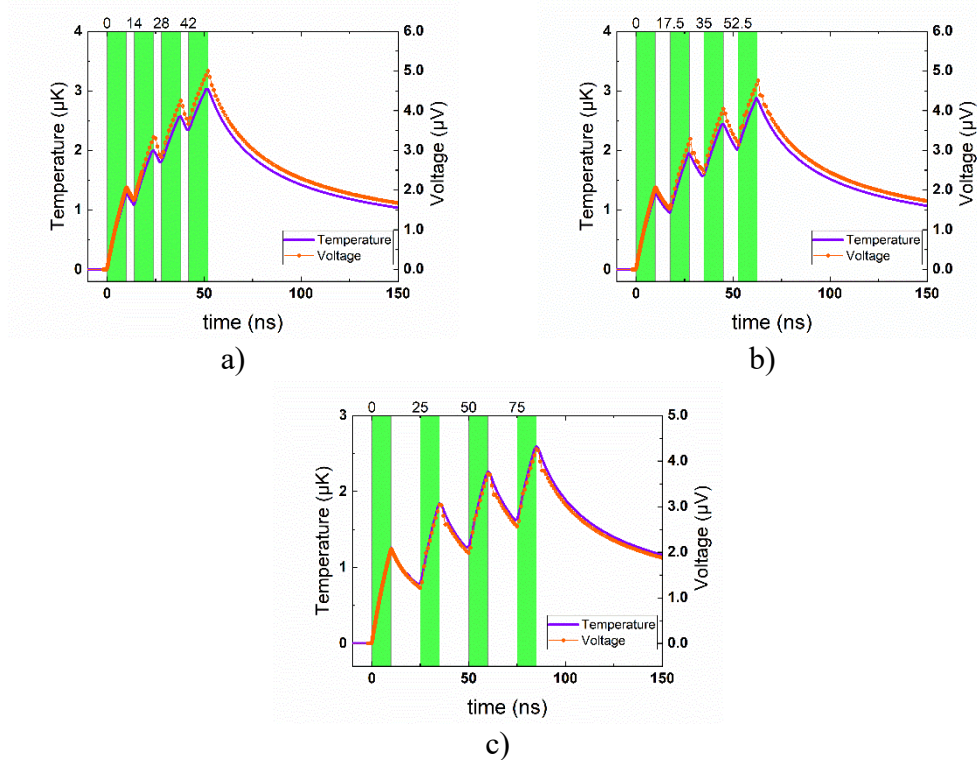 0 14 28 42
4 3 2 1 0
Temperature (µK)
6.0 5.0 4.0 3.0 2.0 1.0 0.0
Voltage (µV)
Temperature
Voltage
0 50 100 150
time (ns)
a)
0 17.5 35 52.5
4 3 2 1 0
Temperature (µK)
6.0 5.0 4.0 3.0 2.0 1.0 0.0
Voltage (µV)
Temperature
Voltage
0 50 100 150
time (ns)
b)
0 25 50 75
3 2 1 0
Temperature (µK)
5.0 4.0 3.0 2.0 1.0 0.0
Voltage (µV)
Temperature
Voltage
0 50 100 150
time (ns)
c)